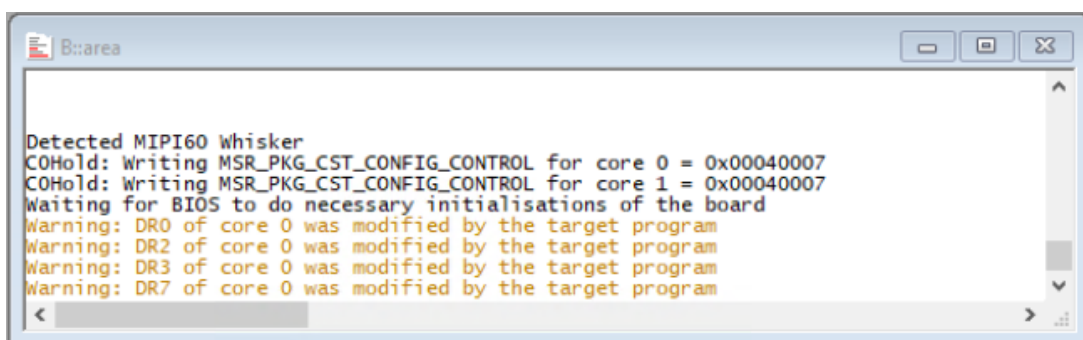 B::area
Detected MIPI60 Whisker
C0Hold: Writing MSR_PKG_CST_CONFIG_CONTROL for core 0 = 0x00040007
C0Hold: Writing MSR_PKG_CST_CONFIG_CONTROL for core 1 = 0x00040007
Waiting for BIOS to do necessary initialisations of the board
Warning: DR0 of core 0 was modified by the target program
Warning: DR2 of core 0 was modified by the target program
Warning: DR3 of core 0 was modified by the target program
Warning: DR7 of core 0 was modified by the target program